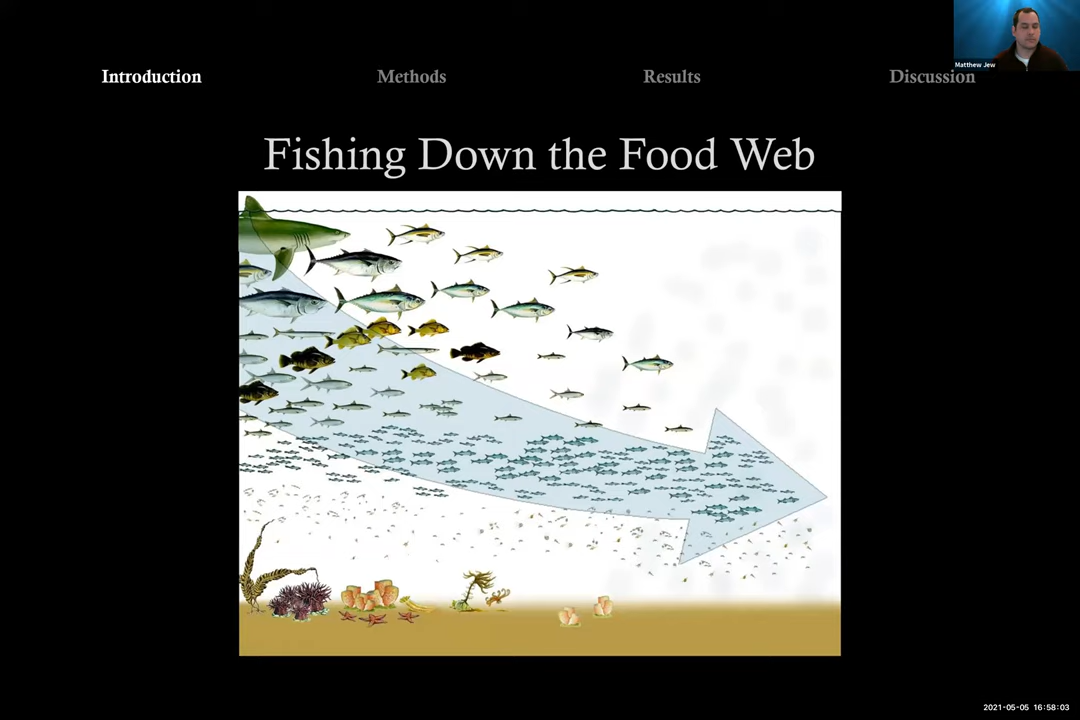 Matthew Jew
Introduction Methods Results Discussion
Fishing Down the Food Web
2021-05-05 16:58:03